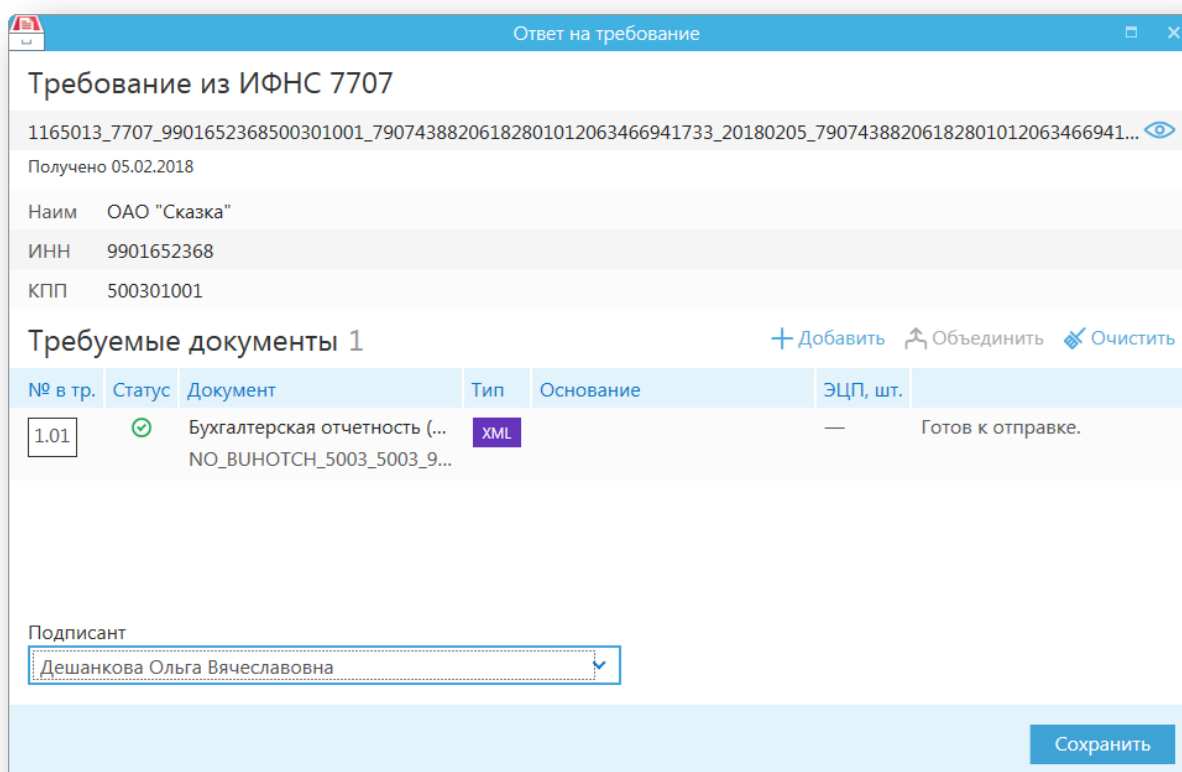 Ответ на требование
Требование из ИФНС 7707
1165013_7707_9901652368500301001_79074388206182801012063466941733_20180205_79074388206182801012063466941...
Получено 05.02.2018
Наим ОАО "Сказка"
ИНН 9901652368
КПП 500301001
Требуемые документы 1 Добавить Объединить Очистить
№ в тр. Статус Документ Тип Основание ЭЦП, шт.
1.01 Бухгалтерская отчетность (... XML — Готов к отправке.
NO_BUHOTCH_5003_5003_9...
Подписант
Дешанкова Ольга Вячеславовна
Сохранить